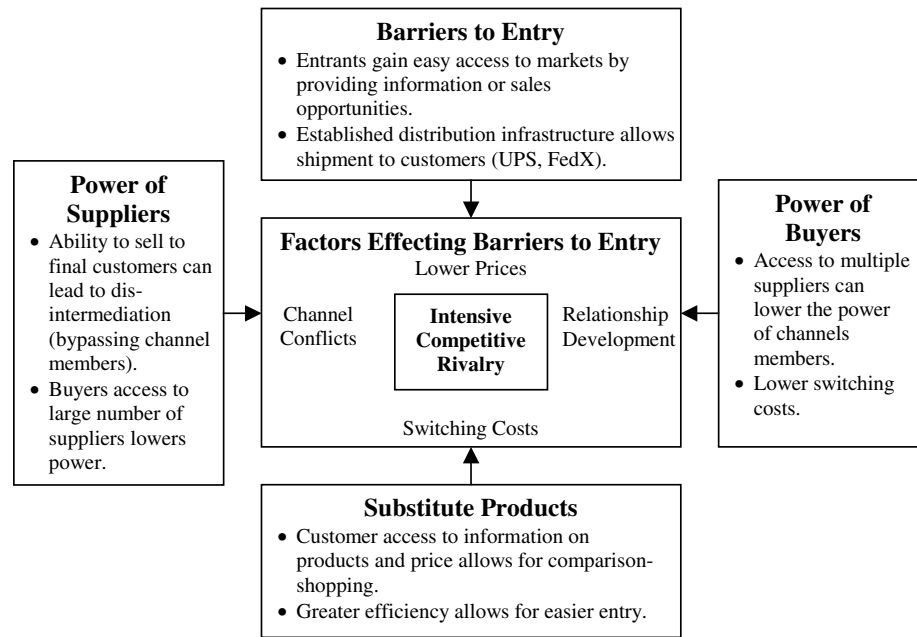 Barriers to Entry
• Entrants gain easy access to markets by
providing information or sales
opportunities.
• Established distribution infrastructure allows
shipment to customers (UPS, FedX).
Power of
Suppliers
• Ability to sell to
final customers can
lead to dis-
intermediation
(bypassing channel
members).
• Buyers access to
large number of
suppliers lowers
power.
Factors Effecting Barriers to Entry
Lower Prices
Channel
Conflicts
Intensive
Competitive
Rivalry
Relationship
Development
Switching Costs
Power of
Buyers
• Access to multiple
suppliers can
lower the power
of channels
members.
• Lower switching
costs.
Substitute Products
• Customer access to information on
products and price allows for comparison-
shopping.
• Greater efficiency allows for easier entry.